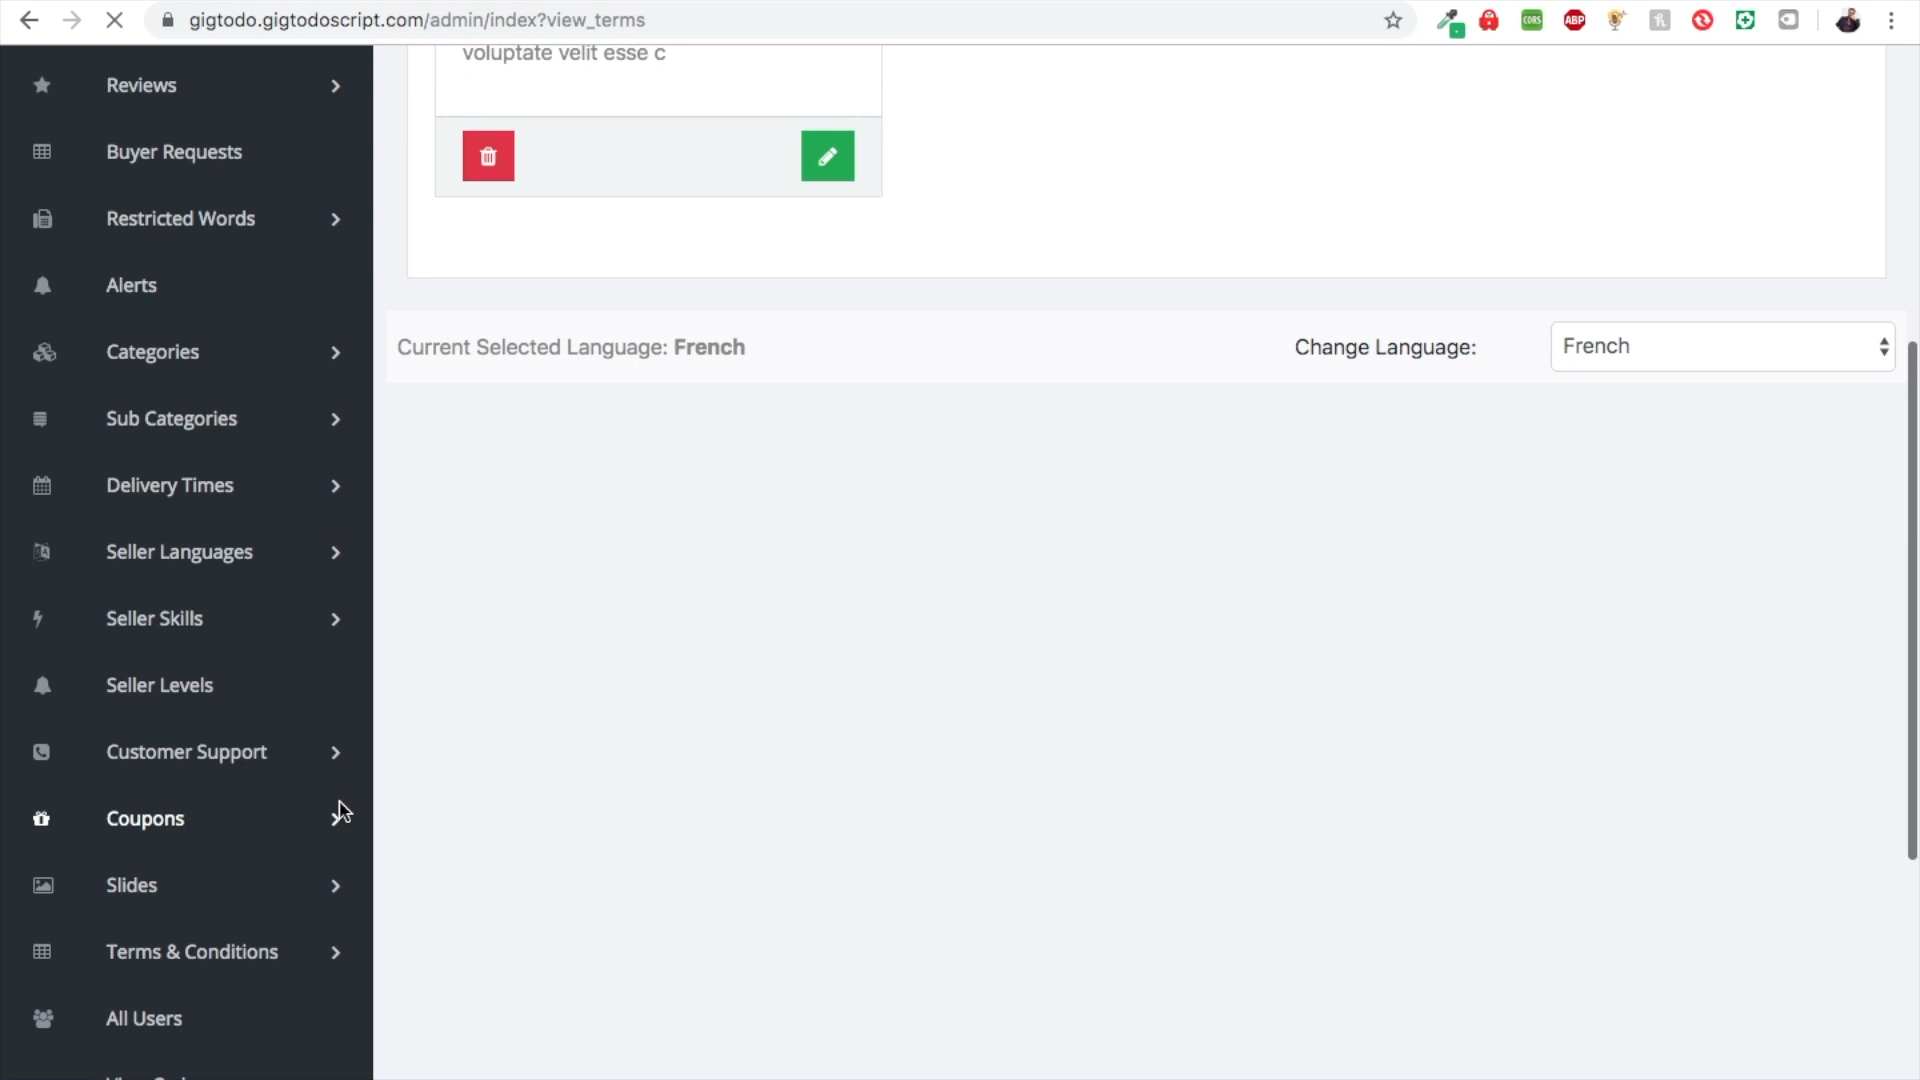 gigtodo.gigtodoscript.com/admin/index?view_terms
CORS
ABP
voluptate velit esse c
Reviews
Buyer Requests
Restricted Words
Alerts
Categories
Sub Categories
Delivery Times
Seller Languages
Seller Skills
Seller Levels
Customer Support
Coupons
Slides
Terms & Conditions
All Users
Current Selected Language: French
Change Language:
French